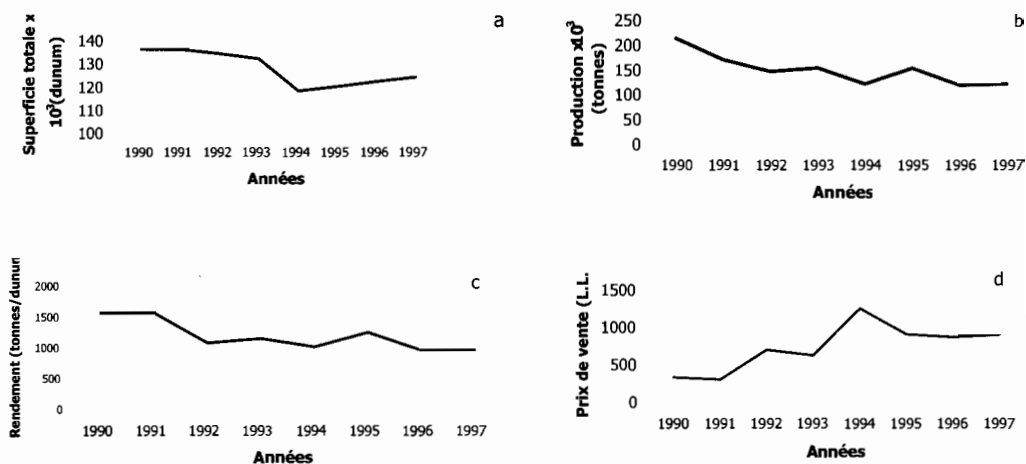 a
Superficie totale x
10³(dunum)
140
130
120
110
100
1990 1991 1992 1993 1994 1995 1996 1997
Années
b
Production x10³
(tonnes)
250
200
150
100
50
0
1990 1991 1992 1993 1994 1995 1996 1997
Années
c
Rendement (tonnes/dunum
2000
1500
1000
500
0
1990 1991 1992 1993 1994 1995 1996 1997
Années
d
Prix de vente (L.L.
1500
1000
500
0
1990 1991 1992 1993 1994 1995 1996 1997
Années